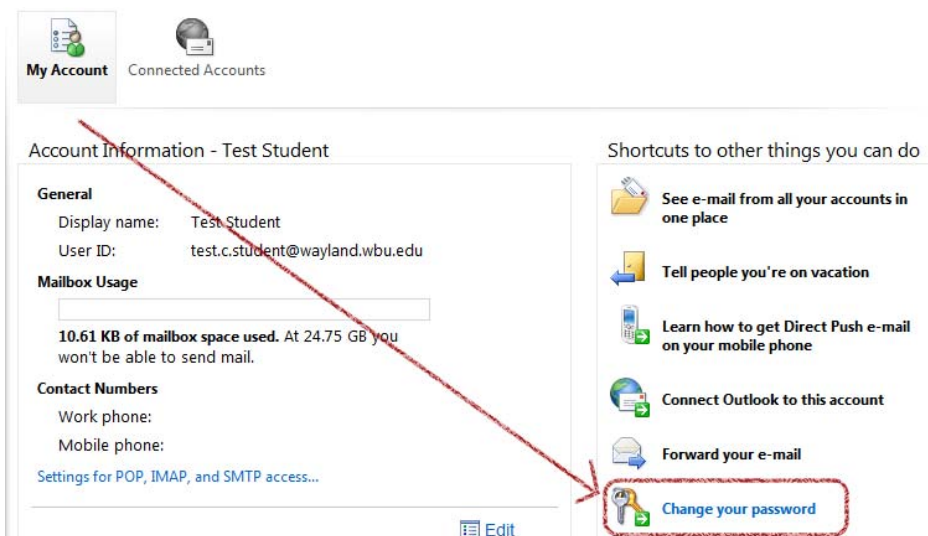 My Account
Connected Accounts
Account Information - Test Student
General
Display name: Test Student
User ID: test.c.student@wayland.wbu.edu
Mailbox Usage
10.61 KB of mailbox space used. At 24.75 GB you
won't be able to send mail.
Contact Numbers
Work phone:
Mobile phone:
Settings for POP, IMAP, and SMTP access...
Edit
Shortcuts to other things you can do
See e-mail from all your accounts in
one place
Tell people you're on vacation
Learn how to get Direct Push e-mail
on your mobile phone
Connect Outlook to this account
Forward your e-mail
Change your password